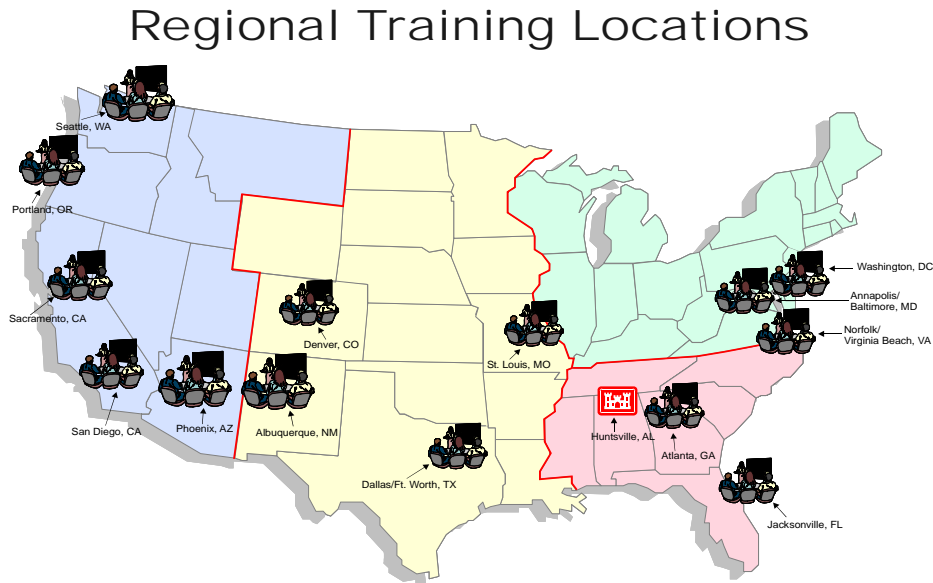 Regional Training Locations
Seattle, WA
Portland, OR
Washington, DC
Annapolis/
Baltimore, MD
Sacramento, CA
Norfolk/
Virginia Beach, VA
Denver, CO
St. Louis, MO
San Diego, CA
Phoenix, AZ
Albuquerque, NM
Huntsville, AL
Atlanta, GA
Dallas/Ft. Worth, TX
Jacksonville, FL